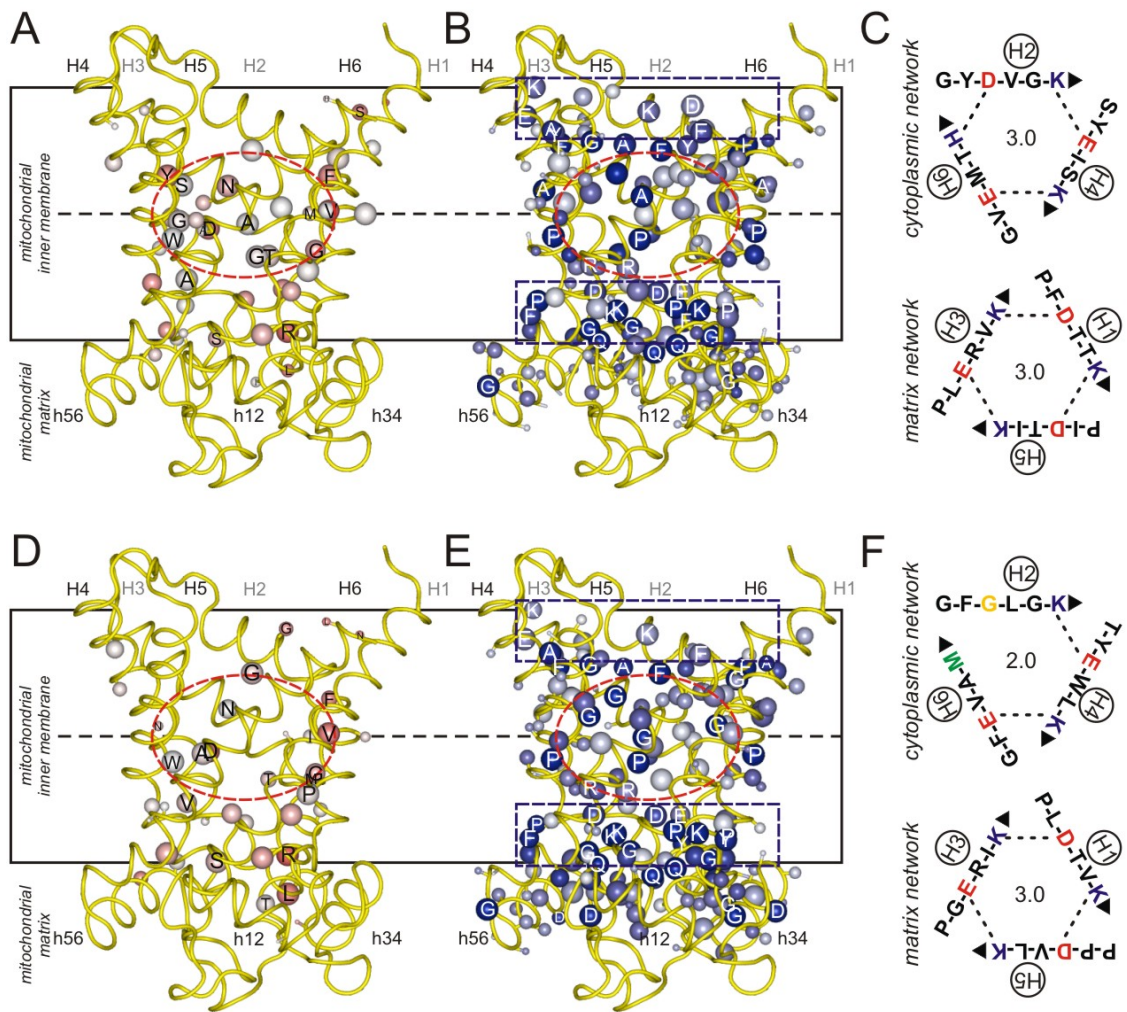 A
H4 H3 H5 H2 H6 H1
mitochondrial
inner membrane
mitochondrial
matrix
S
Y S N F
G D A M V
W G T G
A
S R
L
h56 h12 h34
B
H4 H3 H5 H2 H6 H1
K K D
E A Y F G A F Y F
A A A
P P P
R R
P F D K D P K P
G Q G Q Q G
G G
h56 h12 h34
C
cytoplasmic network
H2
G-Y-D-V-G-K
S-Y-E-I-S-K
H4
G-V-E-M-T-H
H6
3.0
matrix network
H3
P-L-E-R-V-K
P-F-D-T-T-K
H1
P-I-D-T-I-K
H5
3.0
D
H4 H3 H5 H2 H6 H1
mitochondrial
inner membrane
mitochondrial
matrix
G
G
N F
N V I
W A D
T G M P
V P
S R
T L
h56 h12 h34
E
H4 H3 H5 H2 H6 H1
K K
E A F G A F F G A
G G G
P P P
R R
P F D K D E P K P
G Q G Q Q G
G D D G G D
h56 h12 h34
F
cytoplasmic network
H2
G-F-G-L-G-K
T-Y-E-W-L-K
H4
G-F-E-V-A-M
H6
2.0
matrix network
H3
P-G-E-R-I-K
P-L-D-T-V-K
H1
P-P-D-V-L-K
H5
3.0